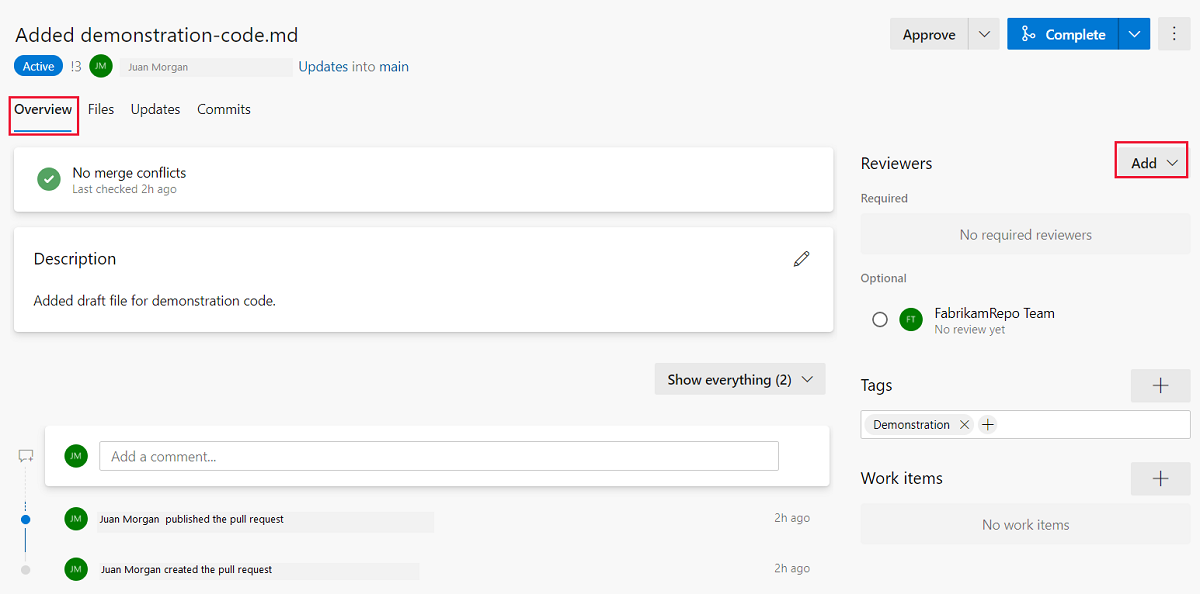 Added demonstration-code.md
Approve
Complete
Active !3 JM Juan Morgan Updates into main
Overview Files Updates Commits
No merge conflicts
Last checked 2h ago
Description
Added draft file for demonstration code.
Show everything (2)
JM Add a comment...
JM Juan Morgan published the pull request 2h ago
JM Juan Morgan created the pull request 2h ago
Reviewers Add
Required
No required reviewers
Optional
FT FabrikamRepo Team
No review yet
Tags
Demonstration
Work items
No work items